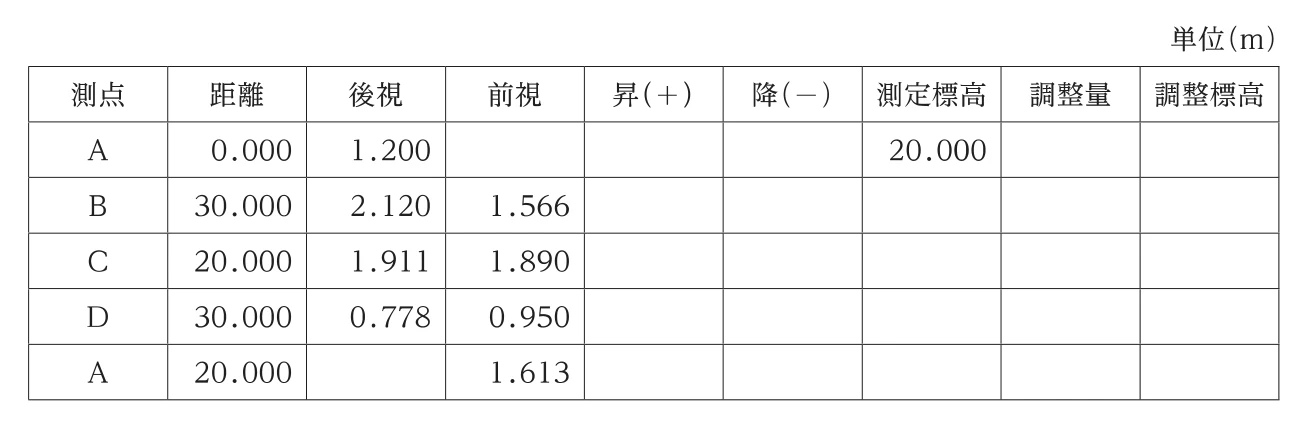 単位(m)
測点 距離 後視 前視 昇(+) 降(−) 測定標高 調整量 調整標高
A 0.000 1.200 20.000
B 30.000 2.120 1.566
C 20.000 1.911 1.890
D 30.000 0.778 0.950
A 20.000 1.613